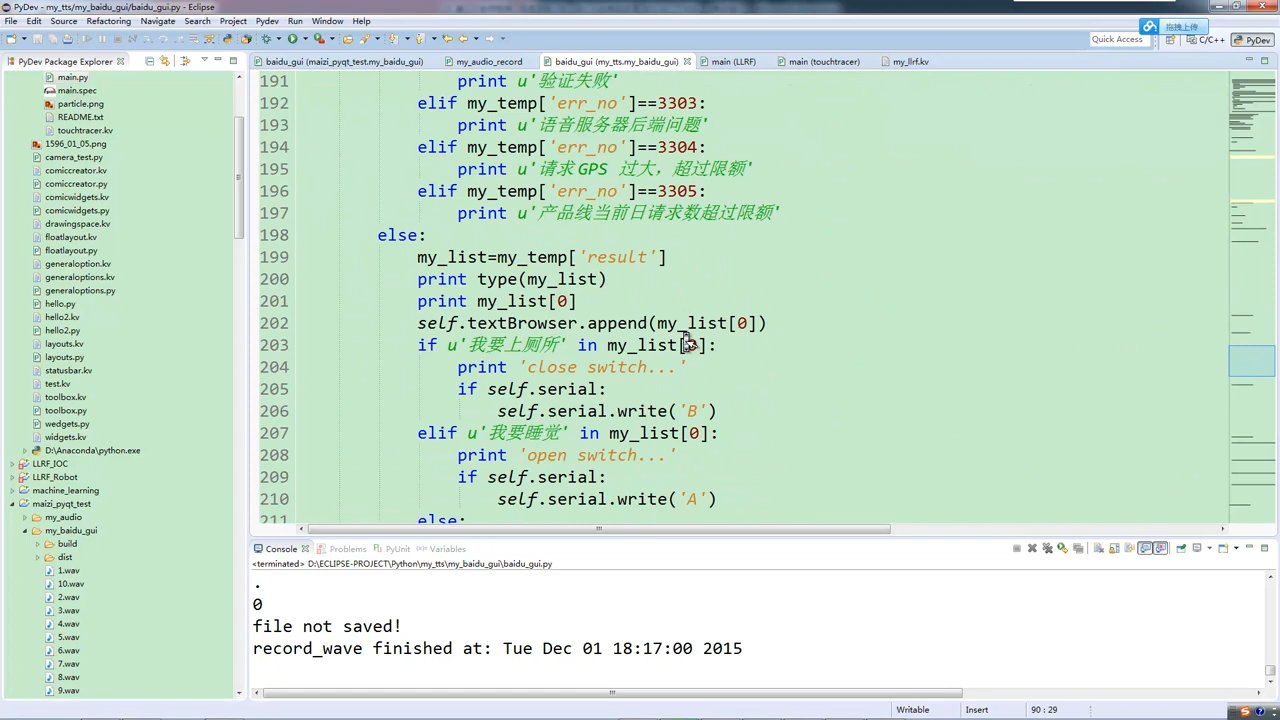 PyDev - my_tts/my_baidu_gui/baidu_gui.py - Eclipse
File Edit Source Refactoring Navigate Search Project Pydev Run Window Help
拖拽上传
Quick Access
C/C++
PyDev
PyDev Package Explorer
baidu_gui (maizi_pyqt_test.my_baidu_gui)
my_audio_record
baidu_gui (my_tts.my_baidu_gui)
main (LLRF)
main (touchtracer)
my_llrf.kv
main.py
main.spec
particle.png
README.txt
touchtracer.kv
1596_01_05.png
camera_test.py
comiccreator.kv
comiccreator.py
comicwidgets.kv
comicwidgets.py
drawingspace.kv
floatlayout.kv
floatlayout.py
generaloption.kv
generaloptions.kv
generaloptions.py
hello.py
hello2.kv
hello2.py
layouts.kv
layouts.py
statusbar.kv
test.kv
toolbox.kv
toolbox.py
wedgets.py
widgets.kv
D:\Anaconda\python.exe
LLRF_IOC
LLRF_Robot
machine_learning
maizi_pyqt_test
my_audio
my_baidu_gui
build
dist
1.wav
10.wav
2.wav
3.wav
4.wav
5.wav
6.wav
7.wav
8.wav
9.wav
191 print u'验证失败'
192 elif my_temp['err_no']==3303:
193 print u'语音服务器后端问题'
194 elif my_temp['err_no']==3304:
195 print u'请求GPS 过大，超过限额'
196 elif my_temp['err_no']==3305:
197 print u'产品线当前日请求数超过限额'
198 else:
199 my_list=my_temp['result']
200 print type(my_list)
201 print my_list[0]
202 self.textBrowser.append(my_list[0])
203 if u'我要上厕所' in my_list[0]:
204 print 'close switch...'
205 if self.serial:
206 self.serial.write('B')
207 elif u'我要睡觉' in my_list[0]:
208 print 'open switch...'
209 if self.serial:
210 self.serial.write('A')
211 else:
Console Problems PyUnit Variables
<terminated> D:\ECLIPSE-PROJECT\Python\my_tts\my_baidu_gui\baidu_gui.py
.
0
file not saved!
record_wave finished at: Tue Dec 01 18:17:00 2015
Writable Insert 90 : 29